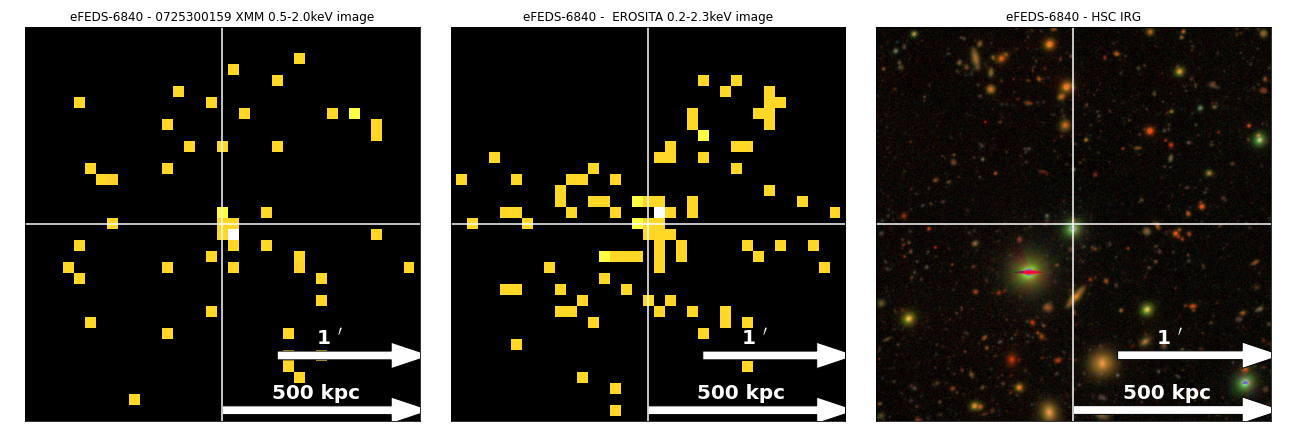 eFEDS-6840 - 0725300159 XMM 0.5-2.0keV image
1 ′
500 kpc
eFEDS-6840 - EROSITA 0.2-2.3keV image
1 ′
500 kpc
eFEDS-6840 - HSC IRG
1 ′
500 kpc